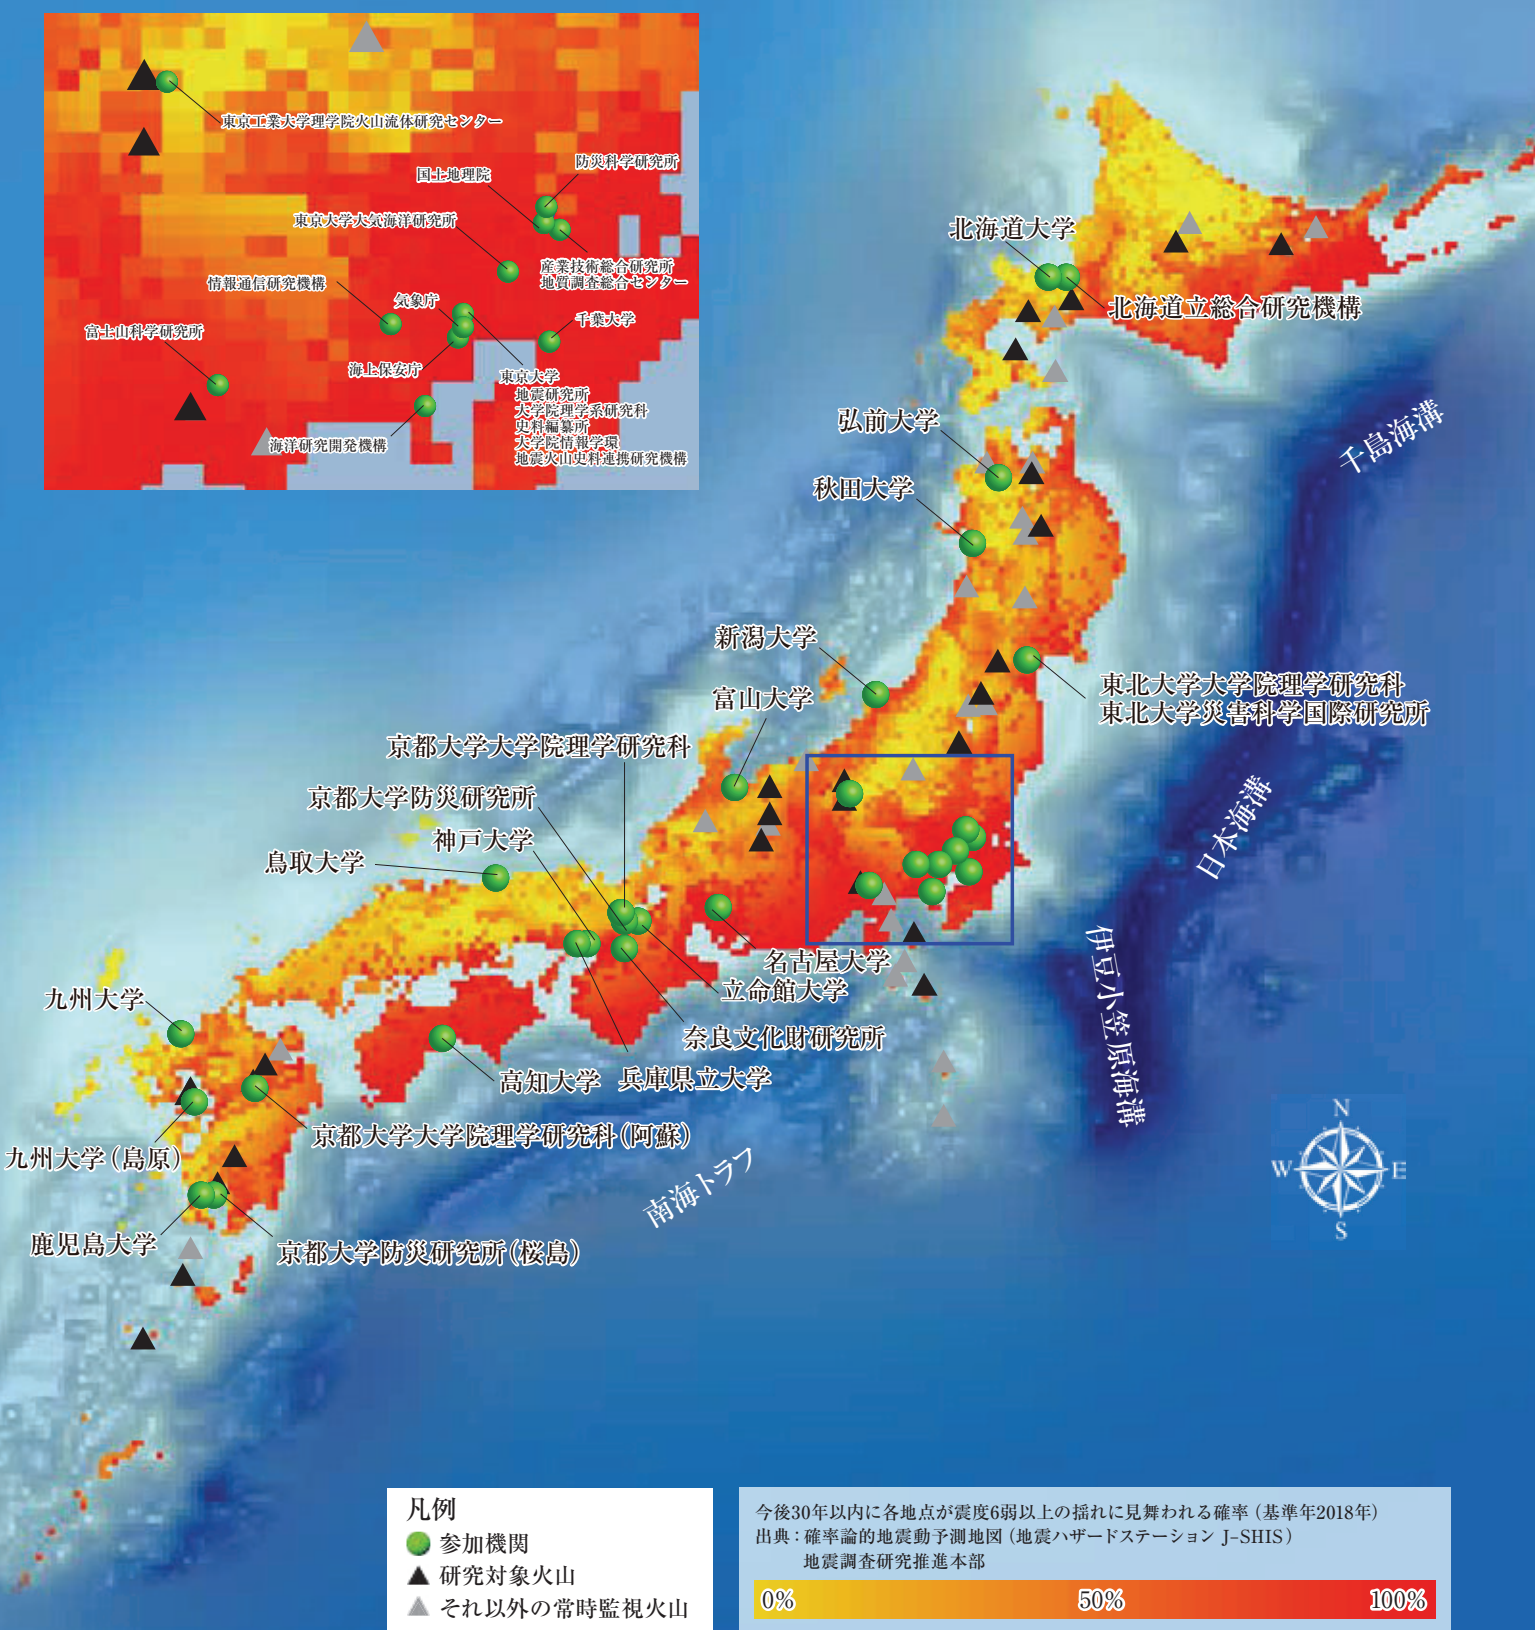 東京工業大学理学院火山流体研究センター
防災科学研究所
国土地理院
東京大学大気海洋研究所
産業技術総合研究所
地質調査総合センター
情報通信研究機構
気象庁
千葉大学
富士山科学研究所
海上保安庁
東京大学
地震研究所
大学院理学系研究科
史料編纂所
大学院情報学環
地震火山史料連携研究機構
海洋研究開発機構
北海道大学
北海道立総合研究機構
弘前大学
千島海溝
秋田大学
新潟大学
東北大学大学院理学研究科
東北大学災害科学国際研究所
富山大学
京都大学大学院理学研究科
京都大学防災研究所
神戸大学
鳥取大学
日本海溝
名古屋大学
立命館大学
伊豆小笠原海溝
九州大学
奈良文化財研究所
高知大学
兵庫県立大学
京都大学大学院理学研究科(阿蘇)
九州大学(島原)
南海トラフ
鹿児島大学
京都大学防災研究所(桜島)
N
W
E
S
凡例
参加機関
研究対象火山
それ以外の常時監視火山
今後30年以内に各地点が震度6弱以上の揺れに見舞われる確率(基準年2018年)
出典:確率論的地震動予測地図(地震ハザードステーション J-SHIS)
地震調査研究推進本部
0% 50% 100%